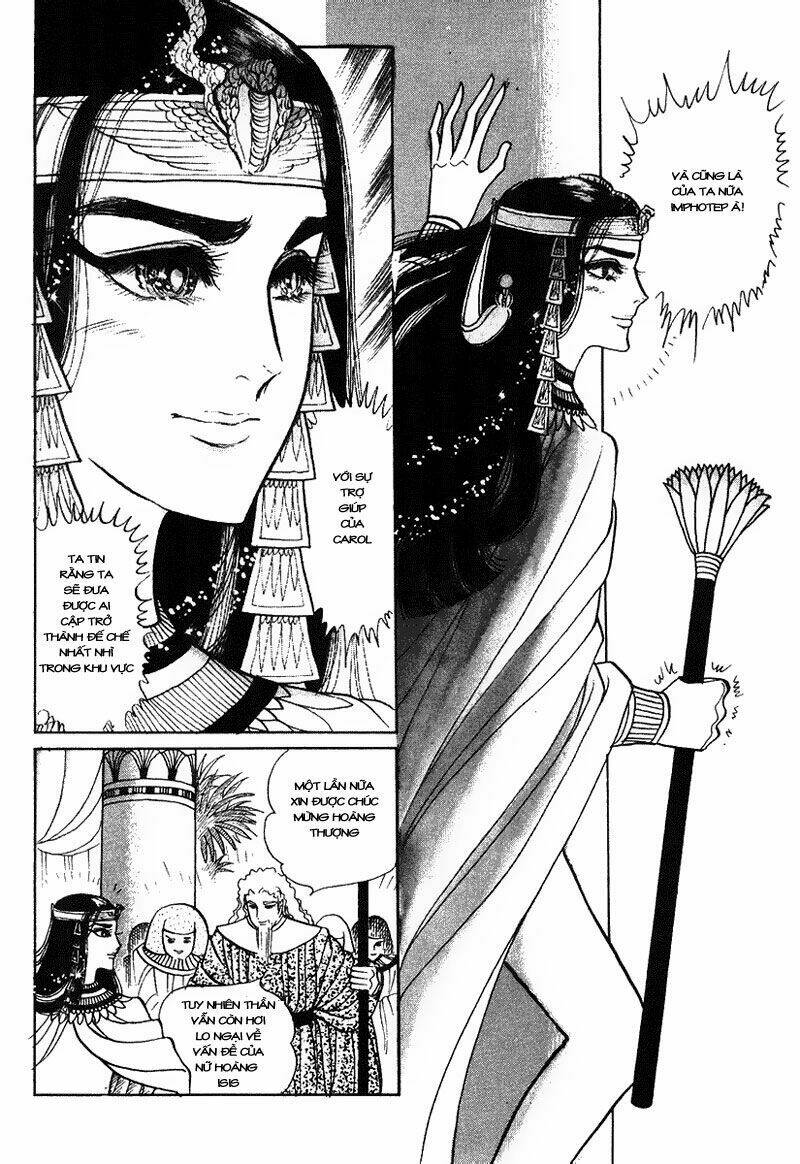 VÀ CŨNG LÀ
CỦA TA NỮA
IMPHOTEP À!
VỚI SỰ
TRỢ
GIÚP
CỦA
CAROL
TA TIN
RẰNG TA
SẼ ĐƯA
ĐƯỢC AI
CẬP TRỞ
THÁNH ĐẾ CHẾ
NHẤT NHÌ
TRONG KHU VỰC
MỘT LẦN NỮA
XIN ĐƯỢC CHÚC
MỪNG HOÀNG
THƯỢNG
TUY NHIÊN THẦN
VẪN CÒN HƠI
LO NGẠI VỀ
VẤN ĐỀ CỦA
NỮ HOÀNG
ISIS